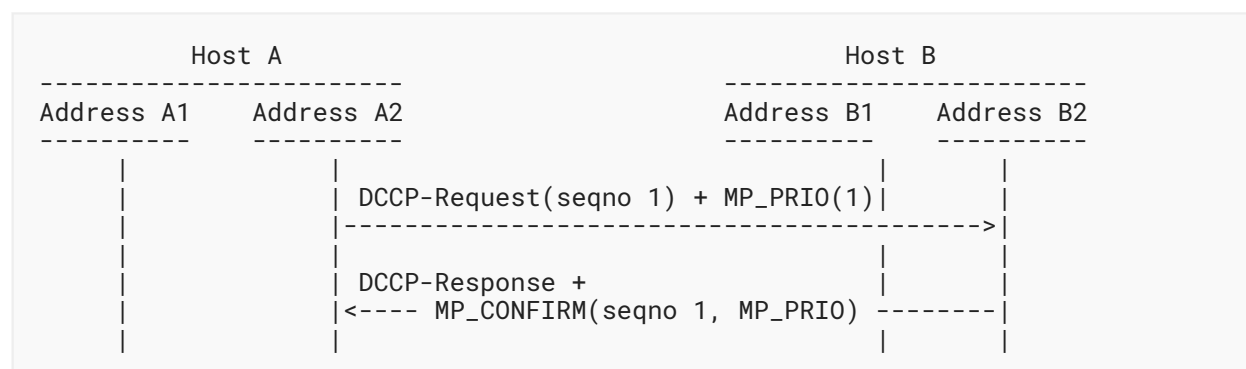 Host A                                     Host B
  ------------------------                     ------------------------
  Address A1    Address A2                     Address B1    Address B2
  ----------    ----------                     ----------    ----------
       |             |                                   |       |
       |             | DCCP-Request(seqno 1) + MP_PRIO(1)|       |
       |             |------------------------------------------>|
       |             |                                   |       |
       |             | DCCP-Response +                   |       |
       |             |<---- MP_CONFIRM(seqno 1, MP_PRIO) --------|
       |             |                                   |       |